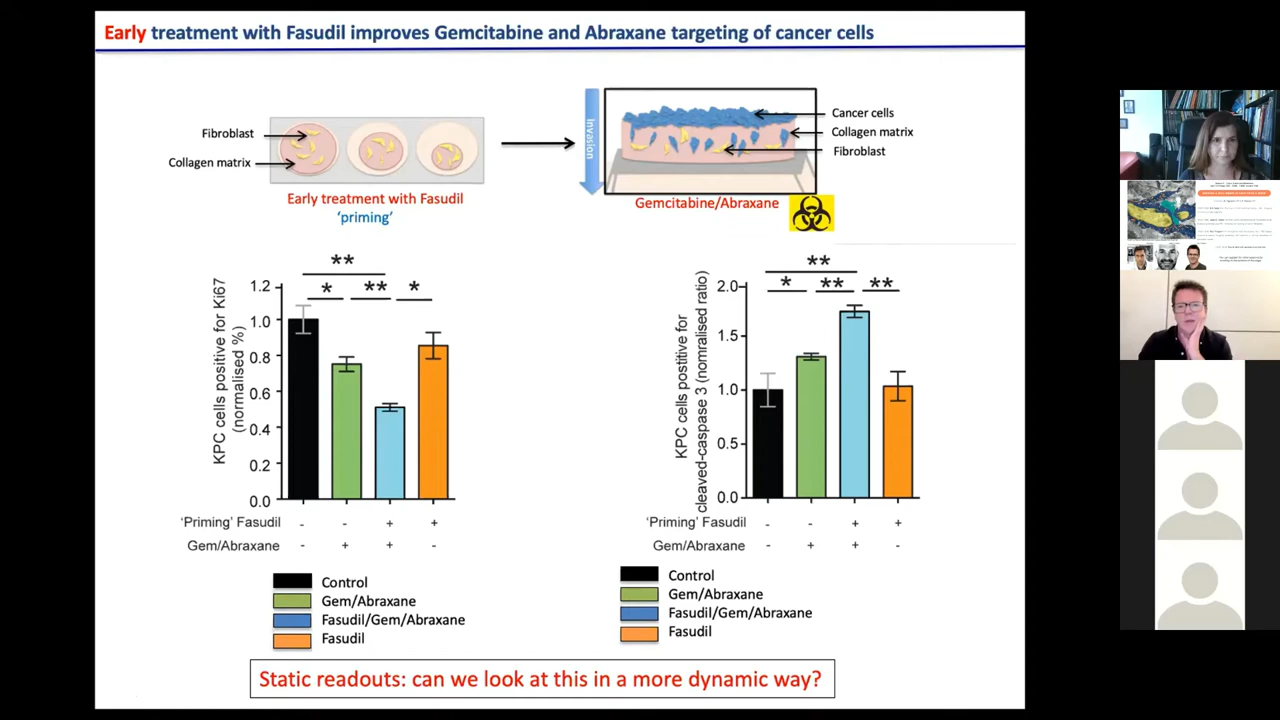 Early treatment with Fasudil improves Gemcitabine and Abraxane targeting of cancer cells
Fibroblast
Collagen matrix
Early treatment with Fasudil
‘priming’
Invasion
Cancer cells
Collagen matrix
Fibroblast
Gemcitabine/Abraxane
KPC cells positive for Ki67
(normalised %)
1.2
1.0
0.8
0.6
0.4
0.2
0.0
** 
* ** *
‘Priming’ Fasudil - - + +
Gem/Abraxane - + + -
Control
Gem/Abraxane
Fasudil/Gem/Abraxane
Fasudil
KPC cells positive for
cleaved-caspase 3 (nomralised ratio)
2.0
1.5
1.0
0.5
0.0
**
* ** **
‘Priming’ Fasudil - - + +
Gem/Abraxane - + + -
Control
Gem/Abraxane
Fasudil/Gem/Abraxane
Fasudil
Static readouts: can we look at this in a more dynamic way?